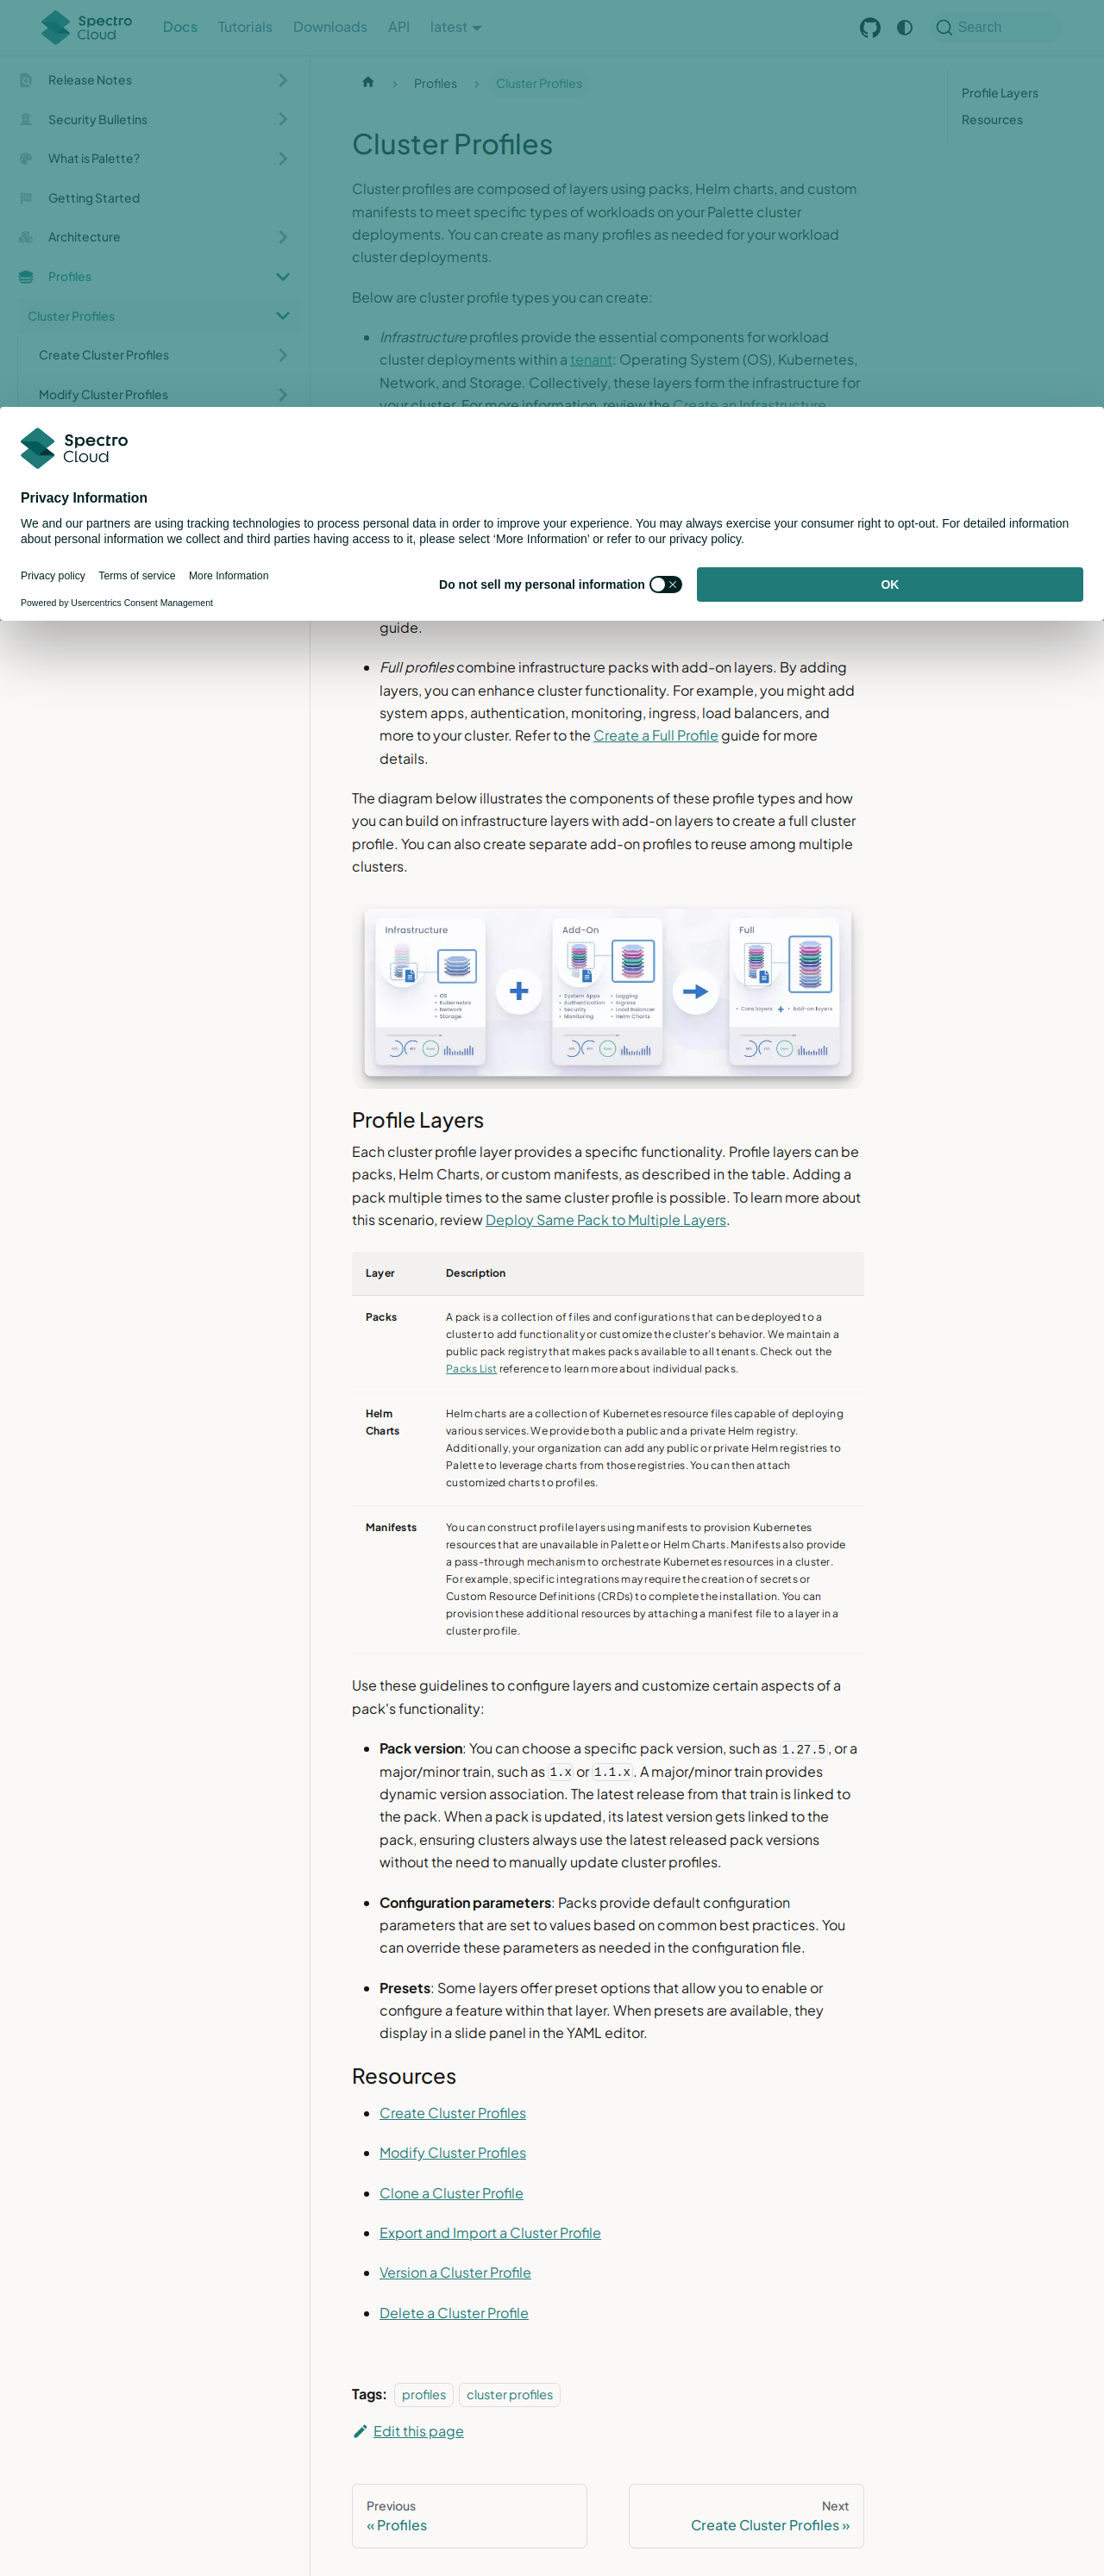 Spectro Cloud
Docs
Tutorials
Downloads
API
latest
Search
Release Notes
Security Bulletins
What is Palette?
Getting Started
Architecture
Profiles
Cluster Profiles
Create Cluster Profiles
Modify Cluster Profiles
Profiles
Cluster Profiles
Profile Layers
Resources
Cluster Profiles
Cluster profiles are composed of layers using packs, Helm charts, and custom
manifests to meet specific types of workloads on your Palette cluster
deployments. You can create as many profiles as needed for your workload
cluster deployments.
Below are cluster profile types you can create:
Infrastructure profiles provide the essential components for workload
cluster deployments within a tenant: Operating System (OS), Kubernetes,
Network, and Storage. Collectively, these layers form the infrastructure for
your cluster. For more information, review the Create an Infrastructure
Spectro Cloud
Privacy Information
We and our partners are using tracking technologies to process personal data in order to improve your experience. You may always exercise your consumer right to opt-out. For detailed information
about personal information we collect and third parties having access to it, please select ‘More Information’ or refer to our privacy policy.
Privacy policy
Terms of service
More Information
Do not sell my personal information
OK
Powered by Usercentrics Consent Management
guide.
Full profiles combine infrastructure packs with add-on layers. By adding
layers, you can enhance cluster functionality. For example, you might add
system apps, authentication, monitoring, ingress, load balancers, and
more to your cluster. Refer to the Create a Full Profile guide for more
details.
The diagram below illustrates the components of these profile types and how
you can build on infrastructure layers with add-on layers to create a full cluster
profile. You can also create separate add-on profiles to reuse among multiple
clusters.
Infrastructure
• OS
• Kubernetes
• Network
• Storage
Add-On
• System Apps
• Authentication
• Security
• Monitoring
• Logging
• Ingress
• Load Balancer
• Helm Charts
Full
• Core layers + • Add-on layers
Profile Layers
Each cluster profile layer provides a specific functionality. Profile layers can be
packs, Helm Charts, or custom manifests, as described in the table. Adding a
pack multiple times to the same cluster profile is possible. To learn more about
this scenario, review Deploy Same Pack to Multiple Layers.
Layer
Description
Packs
A pack is a collection of files and configurations that can be deployed to a
cluster to add functionality or customize the cluster's behavior. We maintain a
public pack registry that makes packs available to all tenants. Check out the
Packs List reference to learn more about individual packs.
Helm
Charts
Helm charts are a collection of Kubernetes resource files capable of deploying
various services. We provide both a public and a private Helm registry.
Additionally, your organization can add any public or private Helm registries to
Palette to leverage charts from those registries. You can then attach
customized charts to profiles.
Manifests
You can construct profile layers using manifests to provision Kubernetes
resources that are unavailable in Palette or Helm Charts. Manifests also provide
a pass-through mechanism to orchestrate Kubernetes resources in a cluster.
For example, specific integrations may require the creation of secrets or
Custom Resource Definitions (CRDs) to complete the installation. You can
provision these additional resources by attaching a manifest file to a layer in a
cluster profile.
Use these guidelines to configure layers and customize certain aspects of a
pack's functionality:
Pack version: You can choose a specific pack version, such as 1.27.5, or a
major/minor train, such as 1.x or 1.1.x. A major/minor train provides
dynamic version association. The latest release from that train is linked to
the pack. When a pack is updated, its latest version gets linked to the
pack, ensuring clusters always use the latest released pack versions
without the need to manually update cluster profiles.
Configuration parameters: Packs provide default configuration
parameters that are set to values based on common best practices. You
can override these parameters as needed in the configuration file.
Presets: Some layers offer preset options that allow you to enable or
configure a feature within that layer. When presets are available, they
display in a slide panel in the YAML editor.
Resources
Create Cluster Profiles
Modify Cluster Profiles
Clone a Cluster Profile
Export and Import a Cluster Profile
Version a Cluster Profile
Delete a Cluster Profile
Tags:
profiles
cluster profiles
Edit this page
Previous
« Profiles
Next
Create Cluster Profiles »